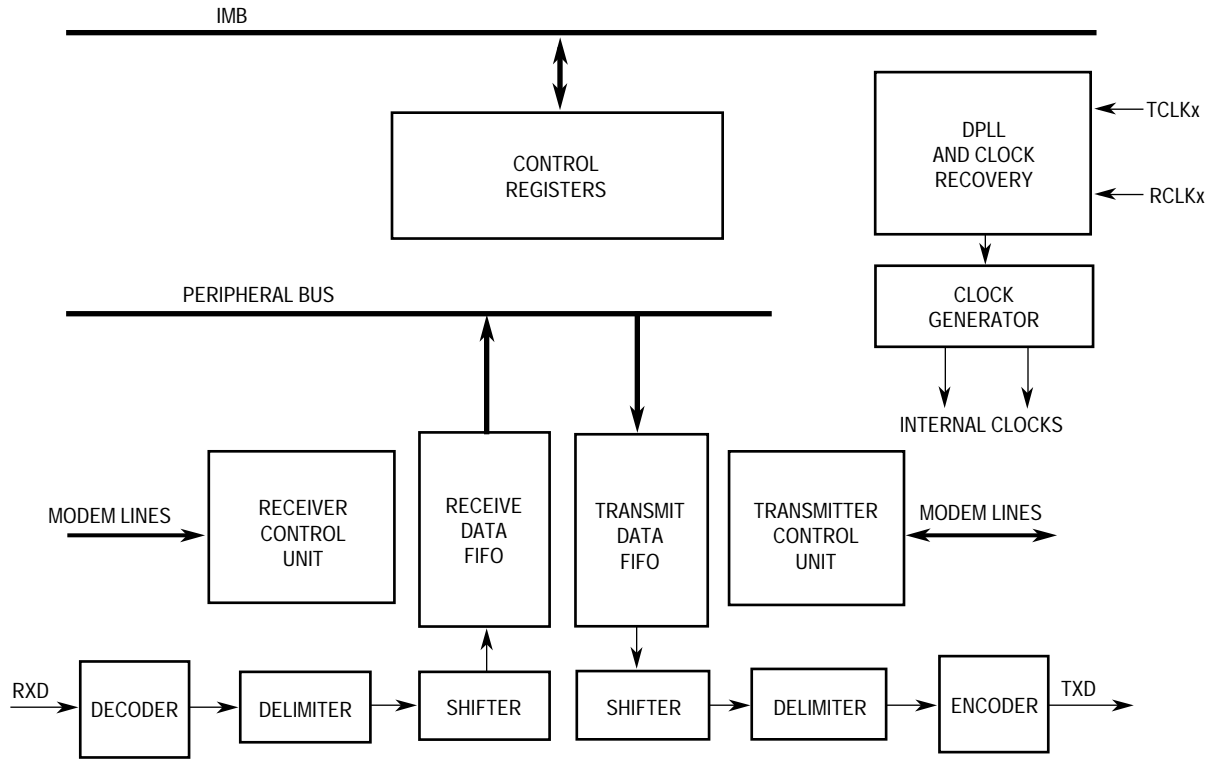 IMB
CONTROL
REGISTERS
DPLL
AND CLOCK
RECOVERY
TCLKx
RCLKx
CLOCK
GENERATOR
INTERNAL CLOCKS
PERIPHERAL BUS
MODEM LINES
RECEIVER
CONTROL
UNIT
RECEIVE
DATA
FIFO
TRANSMIT
DATA
FIFO
TRANSMITTER
CONTROL
UNIT
MODEM LINES
RXD
DECODER
DELIMITER
SHIFTER
SHIFTER
DELIMITER
ENCODER
TXD